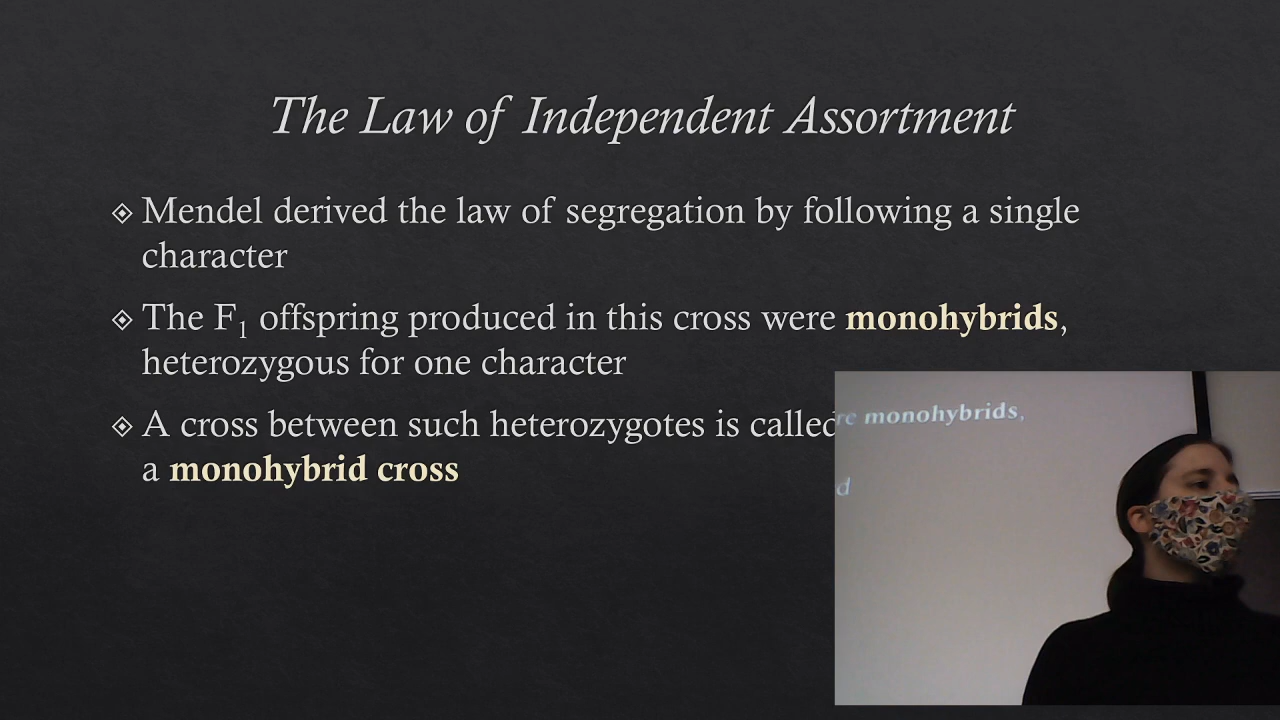 The Law of Independent Assortment
Mendel derived the law of segregation by following a single
character
The F₁ offspring produced in this cross were monohybrids,
heterozygous for one character
A cross between such heterozygotes is called
a monohybrid cross
re monohybrids,
d